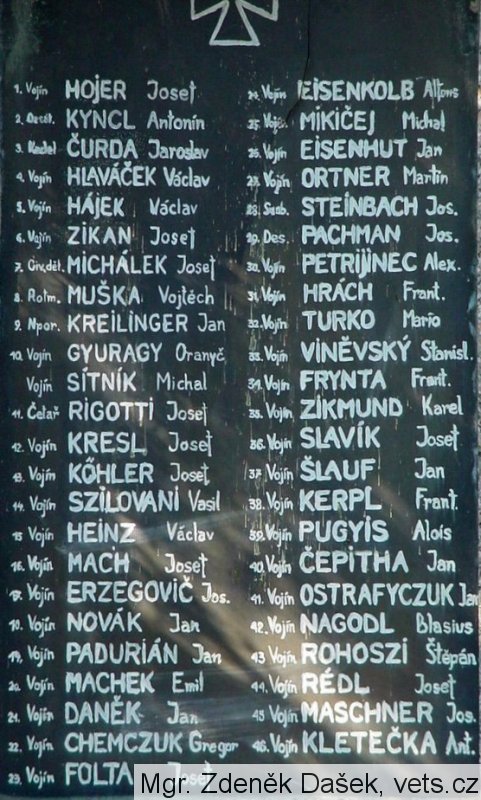 1. Vojín HOJER Josef
KYNCL Antonín
3. ČURDA Jaroslav
4. Vojín HLAVÁČEK Václav
5. Vojín HÁJEK Václav
6. Vojín ZIKAN Josef
7. Civ. děl. MICHÁLEK Josef
8. Rotm. MUŠKA Vojtěch
9. Npor. KREILINGER Jan
10. Vojín GYURAGY Oranyč
Vojín SÍTNÍK Michal
11. Četař RIGOTTI Josef
12. Vojín KRESL Josef
13. Vojín KŐHLER Josef
14. Vojín SZILOVANI Vasil
15 Vojín HEINZ Václav
16. Vojín MACH Josef
17. Vojín ERZEGOVIČ Jos.
18. Vojín NOVÁK Jan
19. Vojín PADURIÁN Jan
20. Vojín MACHEK Emil
21. Vojín DANĚK Jan
22. Vojín CHEMCZUK Gregor
23. Vojín FOLTA Josef
24. Vojín EISENKOLB Alfons
25. Vojín MIKIČEJ Michal
26. Vojín EISENHUT Jan
27. Vojín ORTNER Martin
28. STEINBACH Jos.
29. Des. PACHMAN Jos.
30. Vojín PETRIJINEC Alex.
31. Vojín HRÁCH Frant.
32. Vojín TURKO Mario
33. Vojín VINĚVSKÝ Stanisl.
34. Vojín FRYNTA Frant.
35. Vojín ZIKMUND Karel
36. Vojín SLAVÍK Josef
37. Vojín ŠLAUF Jan
38. Vojín KERPL Frant.
39. Vojín PUGYIS Alois
40. Vojín ČEPITHA Jan
41. Vojín OSTRAFYCZUK Jan
42. Vojín NAGODL Blasius
43 Vojín ROHOSZI Štěpán
44. Vojín RÉDL Josef
45 Vojín MASCHNER Jos.
46. Vojín KLETEČKA Ant.
Mgr. Zdeněk Dašek, vets.cz